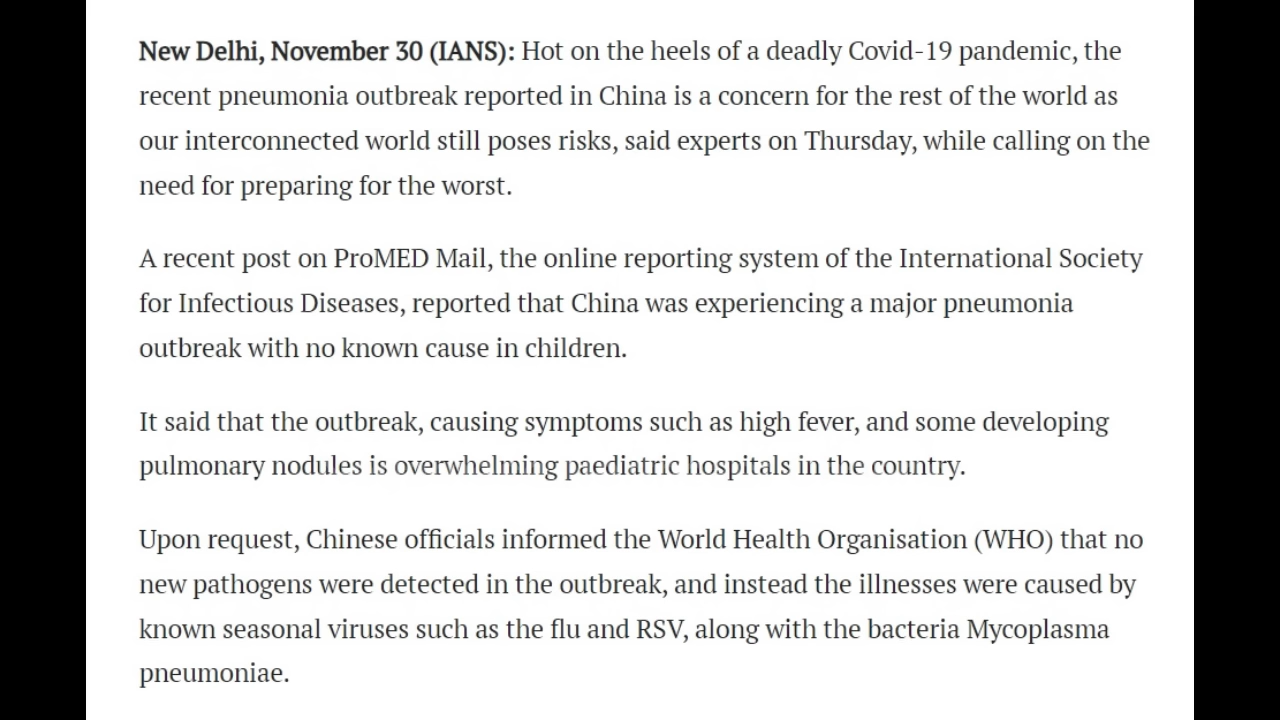 New Delhi, November 30 (IANS): Hot on the heels of a deadly Covid-19 pandemic, the
recent pneumonia outbreak reported in China is a concern for the rest of the world as
our interconnected world still poses risks, said experts on Thursday, while calling on the
need for preparing for the worst.
A recent post on ProMED Mail, the online reporting system of the International Society
for Infectious Diseases, reported that China was experiencing a major pneumonia
outbreak with no known cause in children.
It said that the outbreak, causing symptoms such as high fever, and some developing
pulmonary nodules is overwhelming paediatric hospitals in the country.
Upon request, Chinese officials informed the World Health Organisation (WHO) that no
new pathogens were detected in the outbreak, and instead the illnesses were caused by
known seasonal viruses such as the flu and RSV, along with the bacteria Mycoplasma
pneumoniae.